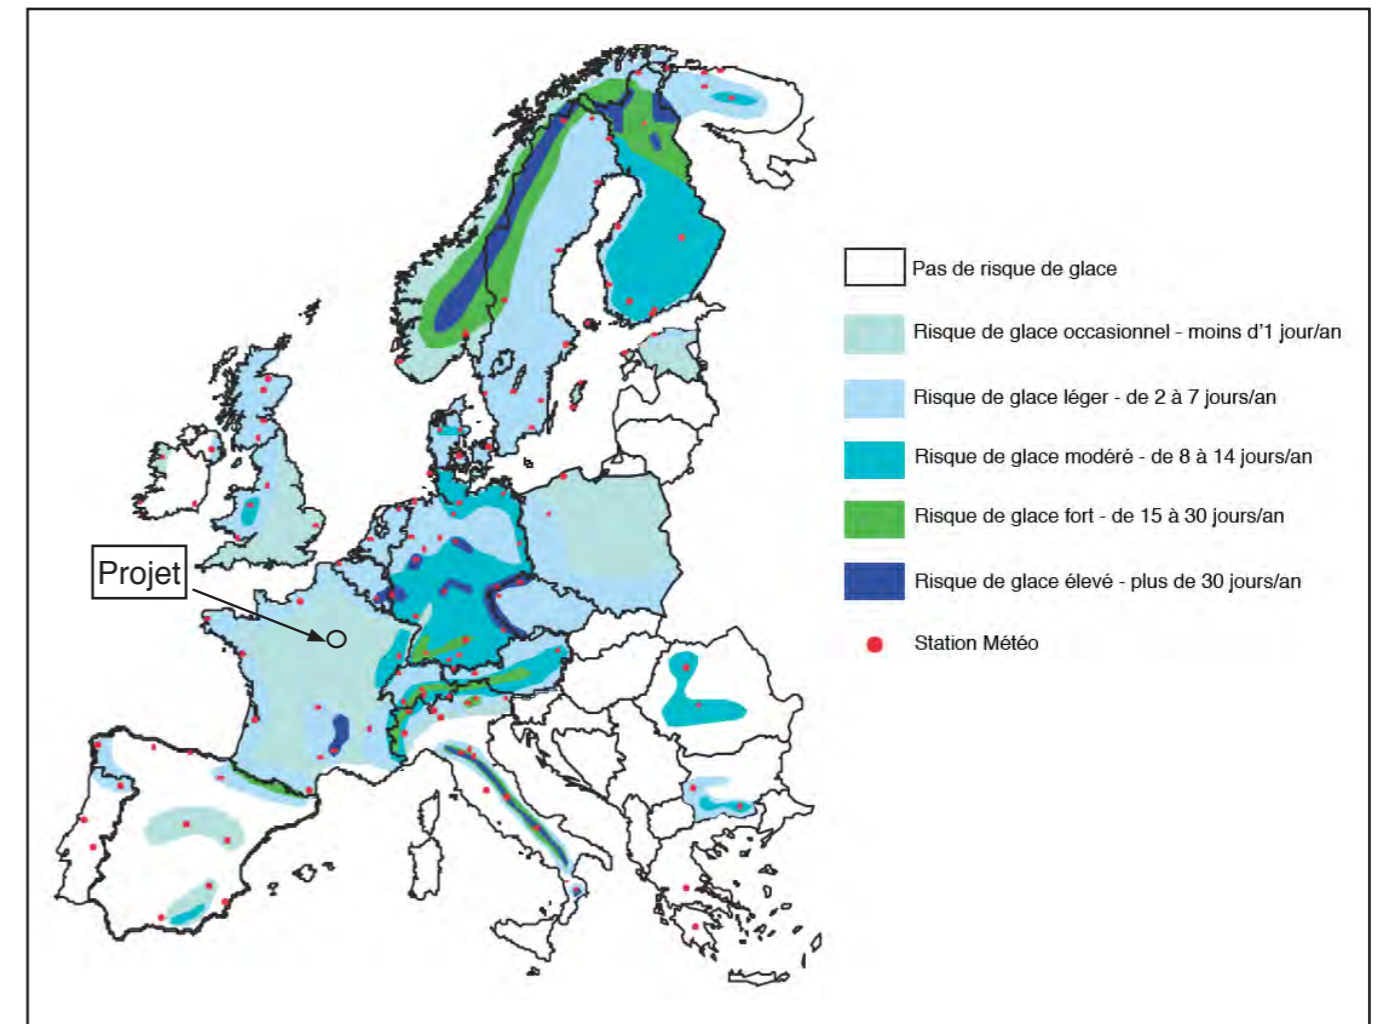 Pas de risque de glace
Risque de glace occasionnel - moins d'1 jour/an
Risque de glace léger - de 2 à 7 jours/an
Risque de glace modéré - de 8 à 14 jours/an
Risque de glace fort - de 15 à 30 jours/an
Projet
Risque de glace élevé - plus de 30 jours/an
Station Météo